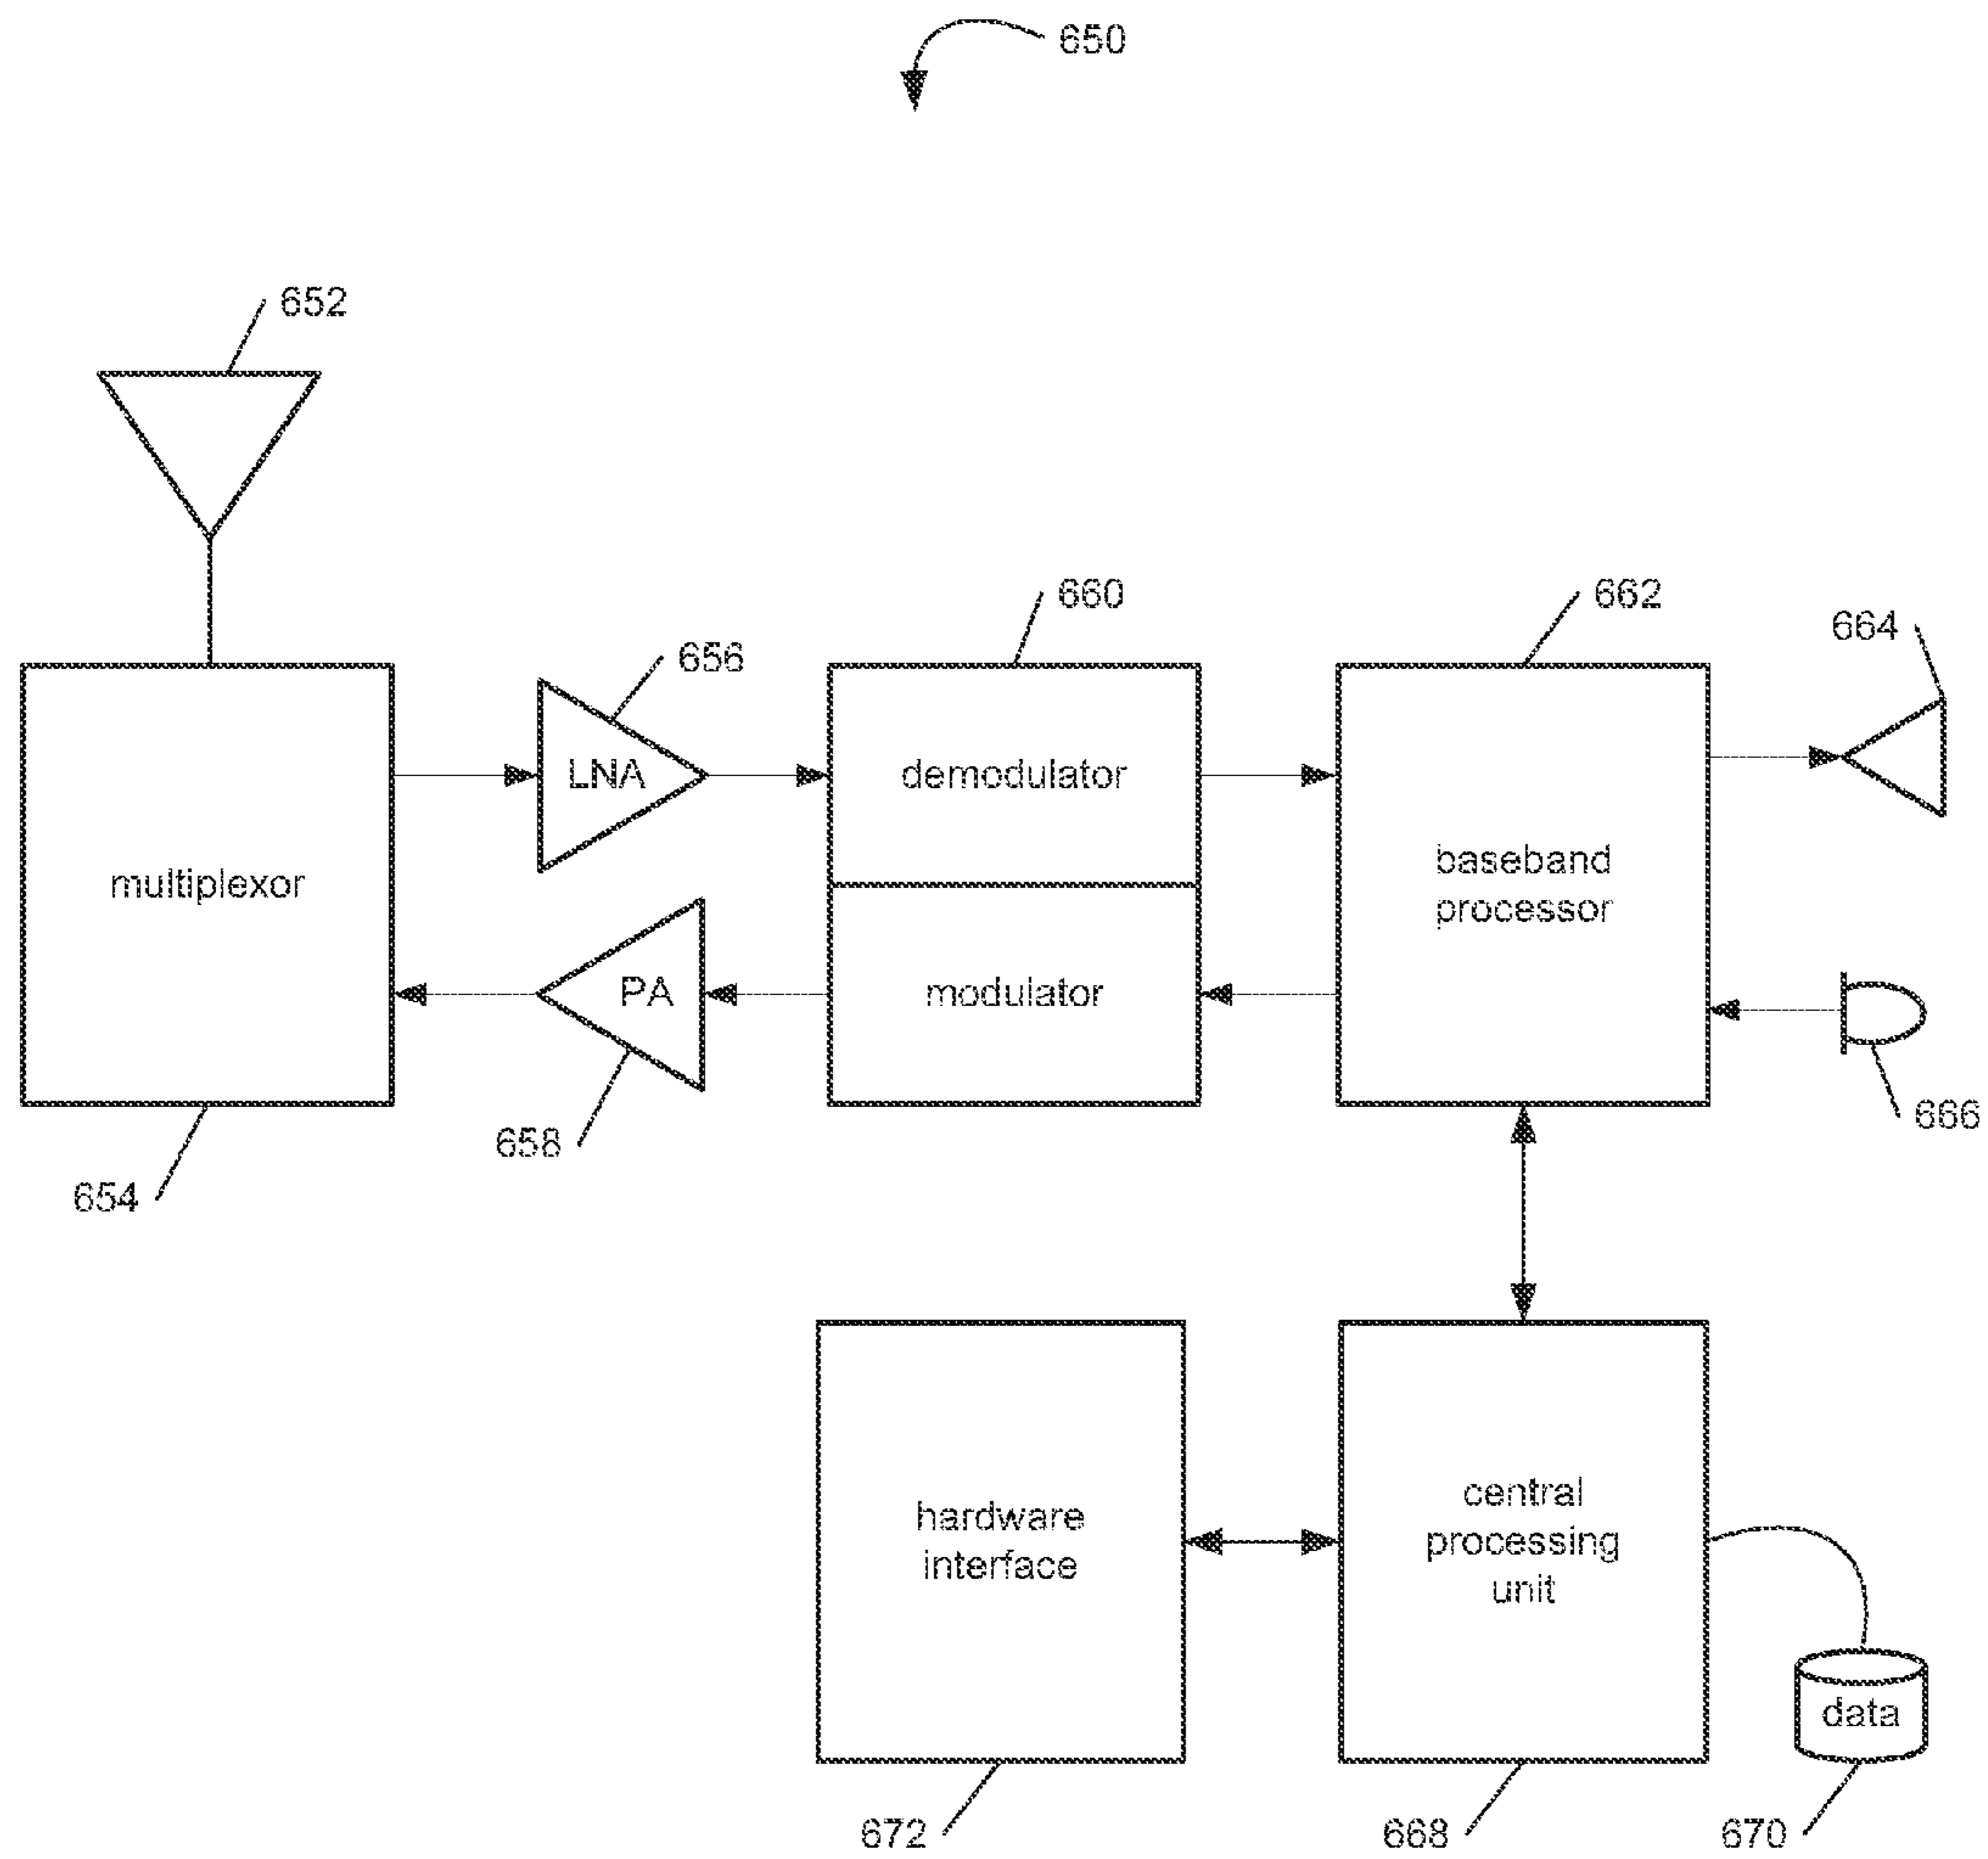 650
652
660
662
664
656
LNA
demodulator
baseband
processor
multiplexor
PA
modulator
658
666
654
hardware
interface
central
processing
unit
data
672
668
670